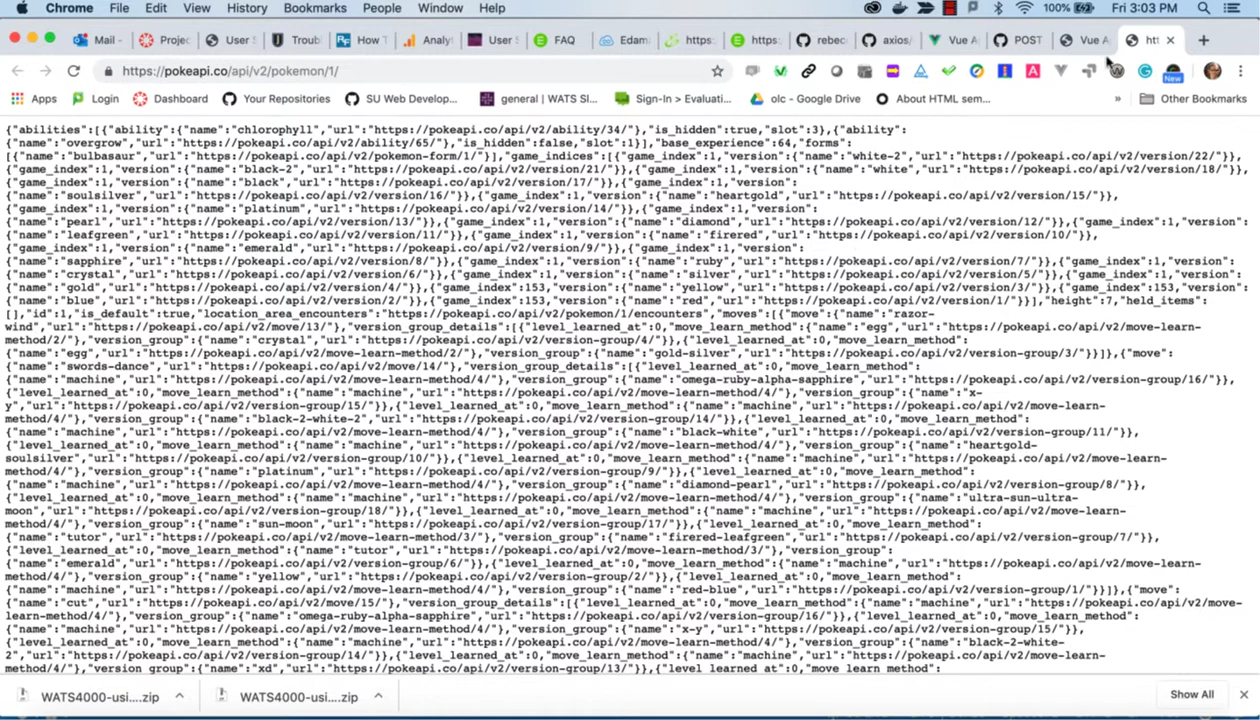 Chrome File Edit View History Bookmarks People Window Help 100% Fri 3:03 PM
Mail - Projec User S Troubl How T Analy User S FAQ Edam https: https: rebec axios/ Vue A POST Vue A htt
https://pokeapi.co/api/v2/pokemon/1/ New
Apps Login Dashboard Your Repositories SU Web Develop... general | WATS Sl... Sign-In > Evaluati... olc - Google Drive About HTML sem... » Other Bookmarks
{"abilities":[{"ability":{"name":"chlorophyll","url":"https://pokeapi.co/api/v2/ability/34/"},"is_hidden":true,"slot":3},{"ability":
{"name":"overgrow","url":"https://pokeapi.co/api/v2/ability/65/"},"is_hidden":false,"slot":1}],"base_experience":64,"forms":
[{"name":"bulbasaur","url":"https://pokeapi.co/api/v2/pokemon-form/1/"}],"game_indices":[{"game_index":1,"version":{"name":"white-2","url":"https://pokeapi.co/api/v2/version/22/"}},
{"game_index":1,"version":{"name":"black-2","url":"https://pokeapi.co/api/v2/version/21/"}},{"game_index":1,"version":{"name":"white","url":"https://pokeapi.co/api/v2/version/18/"}},
{"game_index":1,"version":{"name":"black","url":"https://pokeapi.co/api/v2/version/17/"}},{"game_index":1,"version":
{"name":"soulsilver","url":"https://pokeapi.co/api/v2/version/16/"}},{"game_index":1,"version":{"name":"heartgold","url":"https://pokeapi.co/api/v2/version/15/"}},
{"game_index":1,"version":{"name":"platinum","url":"https://pokeapi.co/api/v2/version/14/"}},{"game_index":1,"version":
{"name":"pearl","url":"https://pokeapi.co/api/v2/version/13/"}},{"game_index":1,"version":{"name":"diamond","url":"https://pokeapi.co/api/v2/version/12/"}},{"game_index":1,"version":
{"name":"leafgreen","url":"https://pokeapi.co/api/v2/version/11/"}},{"game_index":1,"version":{"name":"firered","url":"https://pokeapi.co/api/v2/version/10/"}},
{"game_index":1,"version":{"name":"emerald","url":"https://pokeapi.co/api/v2/version/9/"}},{"game_index":1,"version":
{"name":"sapphire","url":"https://pokeapi.co/api/v2/version/8/"}},{"game_index":1,"version":{"name":"ruby","url":"https://pokeapi.co/api/v2/version/7/"}},{"game_index":1,"version":
{"name":"crystal","url":"https://pokeapi.co/api/v2/version/6/"}},{"game_index":1,"version":{"name":"silver","url":"https://pokeapi.co/api/v2/version/5/"}},{"game_index":1,"version":
{"name":"gold","url":"https://pokeapi.co/api/v2/version/4/"}},{"game_index":153,"version":{"name":"yellow","url":"https://pokeapi.co/api/v2/version/3/"}},{"game_index":153,"version":
{"name":"blue","url":"https://pokeapi.co/api/v2/version/2/"}},{"game_index":153,"version":{"name":"red","url":"https://pokeapi.co/api/v2/version/1/"}}],"height":7,"held_items":
[],"id":1,"is_default":true,"location_area_encounters":"https://pokeapi.co/api/v2/pokemon/1/encounters","moves":[{"move":{"name":"razor-
wind","url":"https://pokeapi.co/api/v2/move/13/"},"version_group_details":[{"level_learned_at":0,"move_learn_method":{"name":"egg","url":"https://pokeapi.co/api/v2/move-learn-
method/2/"},"version_group":{"name":"crystal","url":"https://pokeapi.co/api/v2/version-group/4/"}},{"level_learned_at":0,"move_learn_method":
{"name":"egg","url":"https://pokeapi.co/api/v2/move-learn-method/2/"},"version_group":{"name":"gold-silver","url":"https://pokeapi.co/api/v2/version-group/3/"}}]},{"move":
{"name":"swords-dance","url":"https://pokeapi.co/api/v2/move/14/"},"version_group_details":[{"level_learned_at":0,"move_learn_method":
{"name":"machine","url":"https://pokeapi.co/api/v2/move-learn-method/4/"},"version_group":{"name":"omega-ruby-alpha-sapphire","url":"https://pokeapi.co/api/v2/version-group/16/"}},
{"level_learned_at":0,"move_learn_method":{"name":"machine","url":"https://pokeapi.co/api/v2/move-learn-method/4/"},"version_group":{"name":"x-
y","url":"https://pokeapi.co/api/v2/version-group/15/"}},{"level_learned_at":0,"move_learn_method":{"name":"machine","url":"https://pokeapi.co/api/v2/move-learn-
method/4/"},"version_group":{"name":"black-2-white-2","url":"https://pokeapi.co/api/v2/version-group/14/"}},{"level_learned_at":0,"move_learn_method":
{"name":"machine","url":"https://pokeapi.co/api/v2/move-learn-method/4/"},"version_group":{"name":"black-white","url":"https://pokeapi.co/api/v2/version-group/11/"}},
{"level_learned_at":0,"move_learn_method":{"name":"machine","url":"https://pokeapi.co/api/v2/move-learn-method/4/"},"version_group":{"name":"heartgold-
soulsilver","url":"https://pokeapi.co/api/v2/version-group/10/"}},{"level_learned_at":0,"move_learn_method":{"name":"machine","url":"https://pokeapi.co/api/v2/move-learn-
method/4/"},"version_group":{"name":"platinum","url":"https://pokeapi.co/api/v2/version-group/9/"}},{"level_learned_at":0,"move_learn_method":
{"name":"machine","url":"https://pokeapi.co/api/v2/move-learn-method/4/"},"version_group":{"name":"diamond-pearl","url":"https://pokeapi.co/api/v2/version-group/8/"}},
{"level_learned_at":0,"move_learn_method":{"name":"machine","url":"https://pokeapi.co/api/v2/move-learn-method/4/"},"version_group":{"name":"ultra-sun-ultra-
moon","url":"https://pokeapi.co/api/v2/version-group/18/"}},{"level_learned_at":0,"move_learn_method":{"name":"machine","url":"https://pokeapi.co/api/v2/move-learn-
method/4/"},"version_group":{"name":"sun-moon","url":"https://pokeapi.co/api/v2/version-group/17/"}},{"level_learned_at":0,"move_learn_method":
{"name":"tutor","url":"https://pokeapi.co/api/v2/move-learn-method/3/"},"version_group":{"name":"firered-leafgreen","url":"https://pokeapi.co/api/v2/version-group/7/"}},
{"level_learned_at":0,"move_learn_method":{"name":"tutor","url":"https://pokeapi.co/api/v2/move-learn-method/3/"},"version_group":
{"name":"emerald","url":"https://pokeapi.co/api/v2/version-group/6/"}},{"level_learned_at":0,"move_learn_method":{"name":"machine","url":"https://pokeapi.co/api/v2/move-learn-
method/4/"},"version_group":{"name":"yellow","url":"https://pokeapi.co/api/v2/version-group/2/"}},{"level_learned_at":0,"move_learn_method":
{"name":"machine","url":"https://pokeapi.co/api/v2/move-learn-method/4/"},"version_group":{"name":"red-blue","url":"https://pokeapi.co/api/v2/version-group/1/"}}]},{"move":
{"name":"cut","url":"https://pokeapi.co/api/v2/move/15/"},"version_group_details":[{"level_learned_at":0,"move_learn_method":{"name":"machine","url":"https://pokeapi.co/api/v2/move-
learn-method/4/"},"version_group":{"name":"omega-ruby-alpha-sapphire","url":"https://pokeapi.co/api/v2/version-group/16/"}},{"level_learned_at":0,"move_learn_method":
{"name":"machine","url":"https://pokeapi.co/api/v2/move-learn-method/4/"},"version_group":{"name":"x-y","url":"https://pokeapi.co/api/v2/version-group/15/"}},
{"level_learned_at":0,"move_learn_method":{"name":"machine","url":"https://pokeapi.co/api/v2/move-learn-method/4/"},"version_group":{"name":"black-2-white-
2","url":"https://pokeapi.co/api/v2/version-group/14/"}},{"level_learned_at":0,"move_learn_method":{"name":"machine","url":"https://pokeapi.co/api/v2/move-learn-
method/4/"},"version_group":{"name":"xd","url":"https://pokeapi.co/api/v2/version-group/13/"}},{"level_learned_at":0,"move_learn_method":
WATS4000-usi....zip WATS4000-usi....zip Show All